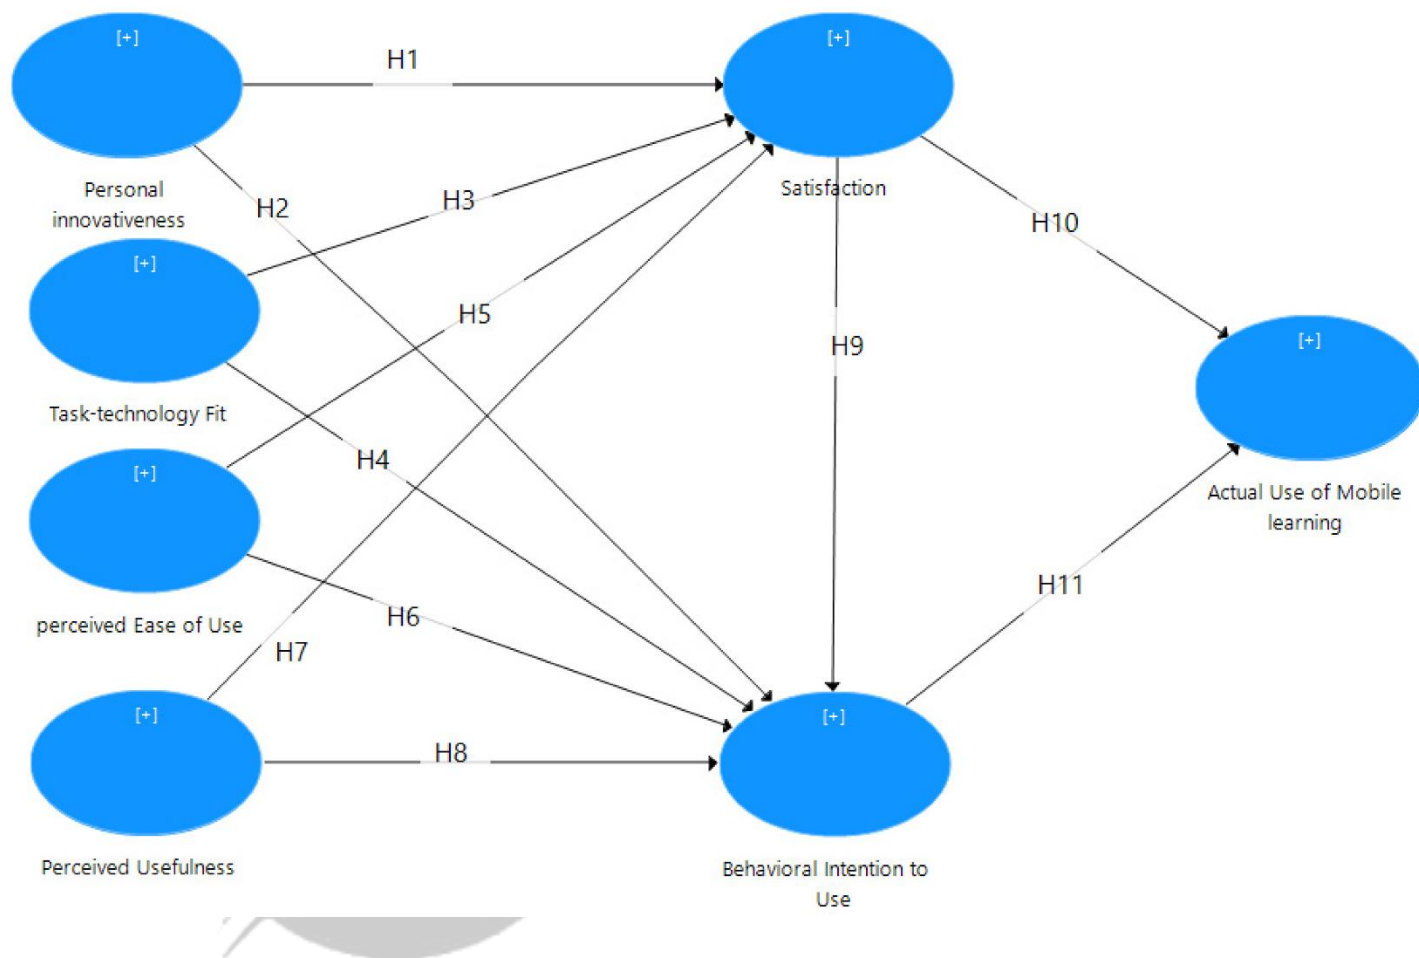 [+]
[+]
H1
Personal
innovativeness
Satisfaction
H2
H3
H10
[+]
H5
[+]
H9
Task-technology Fit
H4
[+]
Actual Use of Mobile
learning
H11
perceived Ease of Use
H6
H7
[+]
[+]
H8
Perceived Usefulness
Behavioral Intention to
Use